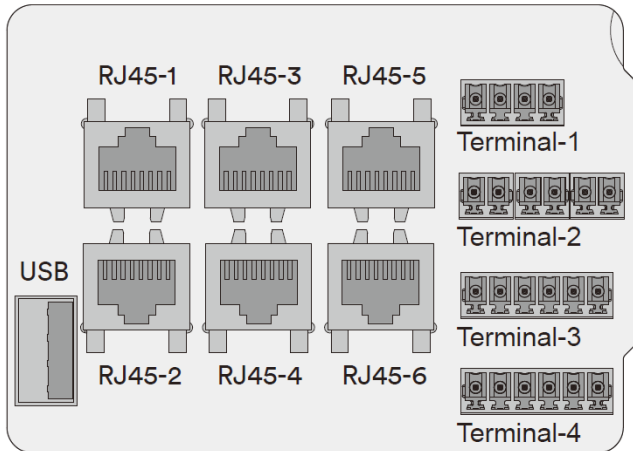 RJ45-1 RJ45-3 RJ45-5
Terminal-1
Terminal-2
USB
Terminal-3
RJ45-2 RJ45-4 RJ45-6
Terminal-4